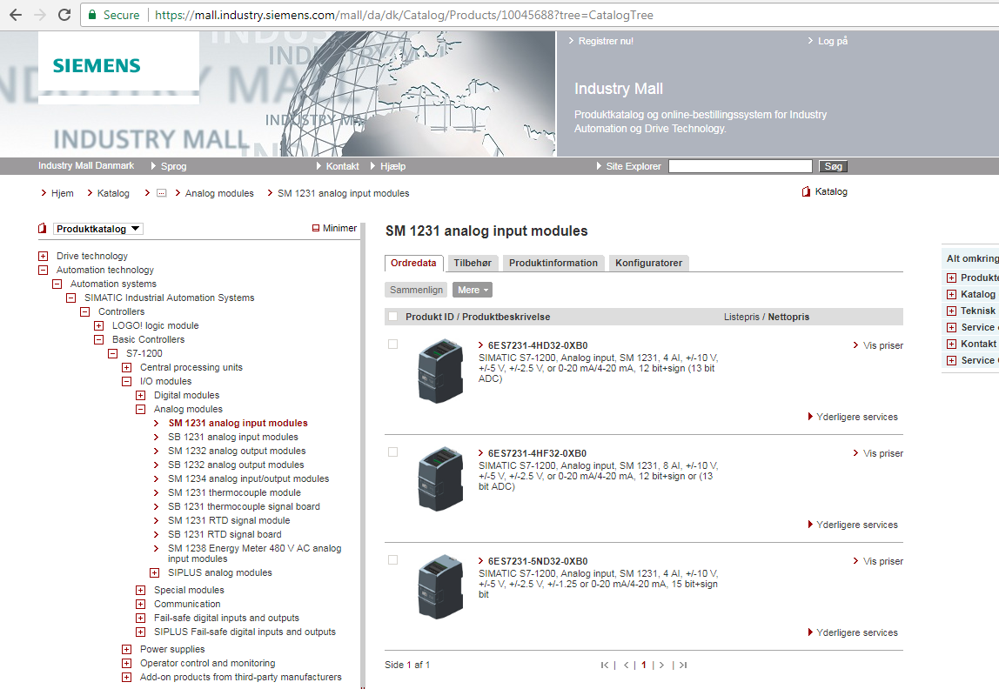 Secure
https://mall.industry.siemens.com/mall/da/dk/Catalog/Products/10045688?tree=CatalogTree
SIEMENS
INDUSTRY MALL
INDUSTRY MALL
Registrer nu!
Log på
Industry Mall
Produktkatalog og online-bestillingssystem for Industry
Automation og Drive Technology.
Industry Mall Danmark
Sprog
Kontakt
Hjælp
Site Explorer
Søg
Hjem
Katalog
...
Analog modules
SM 1231 analog input modules
Katalog
Produktkatalog
Minimer
Drive technology
Automation technology
Automation systems
SIMATIC Industrial Automation Systems
Controllers
LOGO! logic module
Basic Controllers
S7-1200
Central processing units
I/O modules
Digital modules
Analog modules
SM 1231 analog input modules
SB 1231 analog input modules
SM 1232 analog output modules
SB 1232 analog output modules
SM 1234 analog input/output modules
SM 1231 thermocouple module
SB 1231 thermocouple signal board
SM 1231 RTD signal module
SB 1231 RTD signal board
SM 1238 Energy Meter 480 V AC analog
input modules
SIPLUS analog modules
Special modules
Communication
Fail-safe digital inputs and outputs
SIPLUS Fail-safe digital inputs and outputs
Power supplies
Operator control and monitoring
Add-on products from third-party manufacturers
SM 1231 analog input modules
Ordredata
Tilbehør
Produktinformation
Konfiguratorer
Sammenlign
Mere
Produkt ID / Produktbeskrivelse
Listepris / Nettopris
6ES7231-4HD32-0XB0
Vis priser
SIMATIC S7-1200, Analog input, SM 1231, 4 AI, +/-10 V,
+/-5 V, +/-2.5 V, or 0-20 mA/4-20 mA, 12 bit+sign (13 bit
ADC)
Yderligere services
6ES7231-4HF32-0XB0
Vis priser
SIMATIC S7-1200, Analog input, SM 1231, 8 AI, +/-10 V,
+/-5 V, +/-2.5 V, or 0-20 mA/4-20 mA, 12 bit+sign or (13
bit ADC)
Yderligere services
6ES7231-5ND32-0XB0
Vis priser
SIMATIC S7-1200, Analog input, SM 1231, 4 AI, +/-10 V,
+/-5 V, +/-2.5 V, +/-1.25 or 0-20 mA/4-20 mA, 15 bit+sign
bit
Yderligere services
Side 1 af 1
1
Alt omkring
Produkte
Katalog
Teknisk
Service
Kontakt
Service